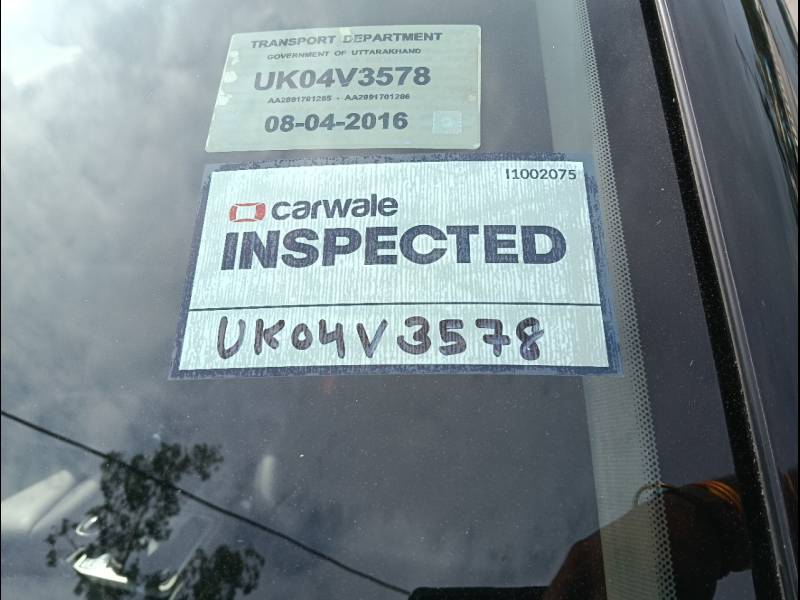 TRANSPORT DEPARTMENT
GOVERNMENT OF UTTARAKHAND
UK04V3578
AA2891701285 - AA2891701286
08-04-2016
I1002075
carwale
INSPECTED
UK04V3578